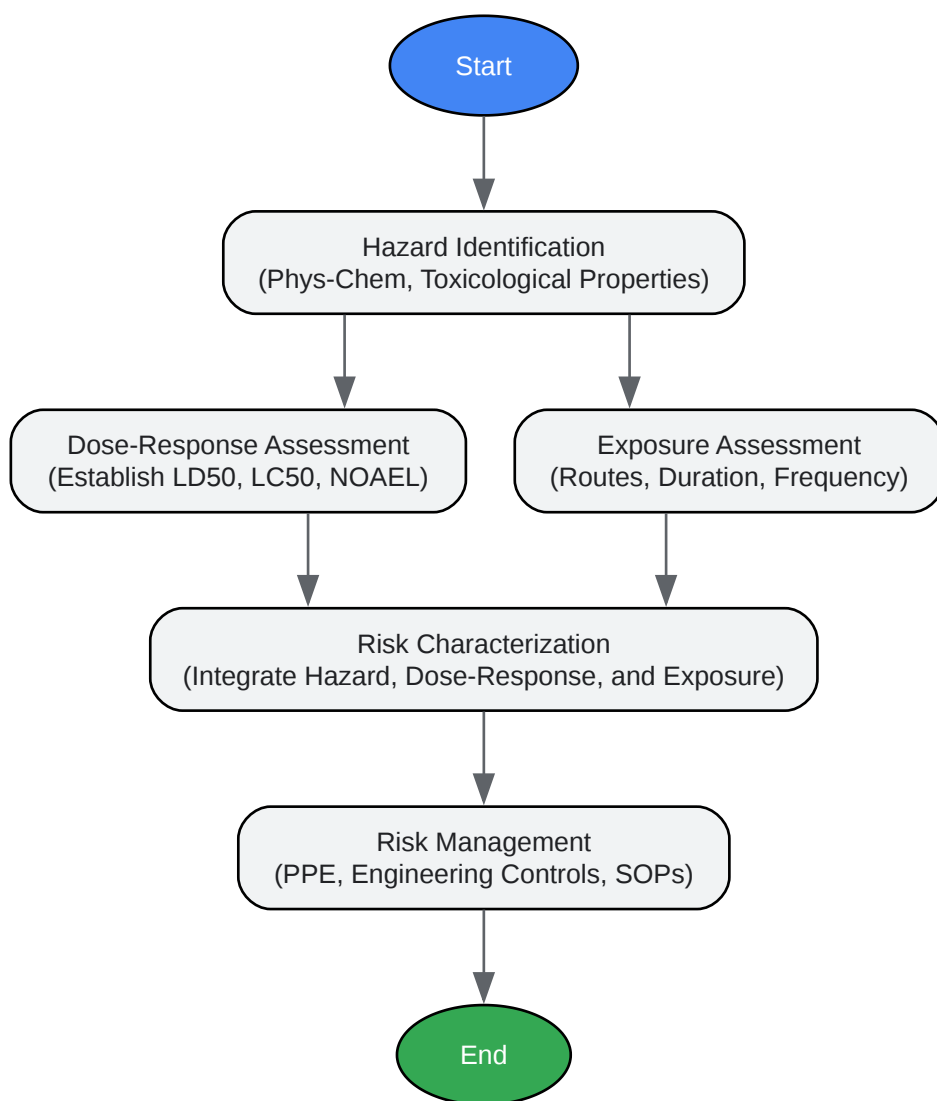 Start
Hazard Identification
(Phys-Chem, Toxicological Properties)
Dose-Response Assessment
(Establish LD50, LC50, NOAEL)
Exposure Assessment
(Routes, Duration, Frequency)
Risk Characterization
(Integrate Hazard, Dose-Response, and Exposure)
Risk Management
(PPE, Engineering Controls, SOPs)
End